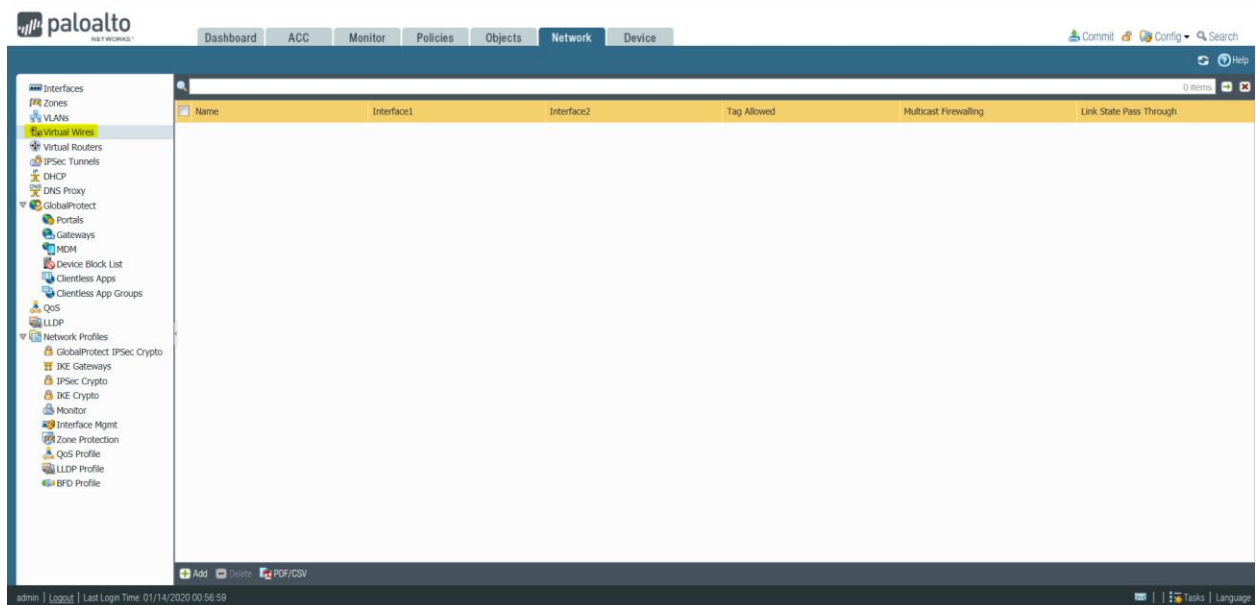 paloalto
NETWORKS
Dashboard ACC Monitor Policies Objects Network Device
Commit Config Search
Help
Interfaces
Zones
VLANs
Virtual Wires
Virtual Routers
IPSec Tunnels
DHCP
DNS Proxy
GlobalProtect
Portals
Gateways
MDM
Device Block List
Clientless Apps
Clientless App Groups
QoS
LLDP
Network Profiles
GlobalProtect IPSec Crypto
IKE Gateways
IPSec Crypto
IKE Crypto
Monitor
Interface Mgmt
Zone Protection
QoS Profile
LLDP Profile
BFD Profile
0 items
Name Interface1 Interface2 Tag Allowed Multicast Firewalling Link State Pass Through
Add Delete PDF/CSV
admin | Logout | Last Login Time: 01/14/2020 00:56:59
| | Tasks | Language